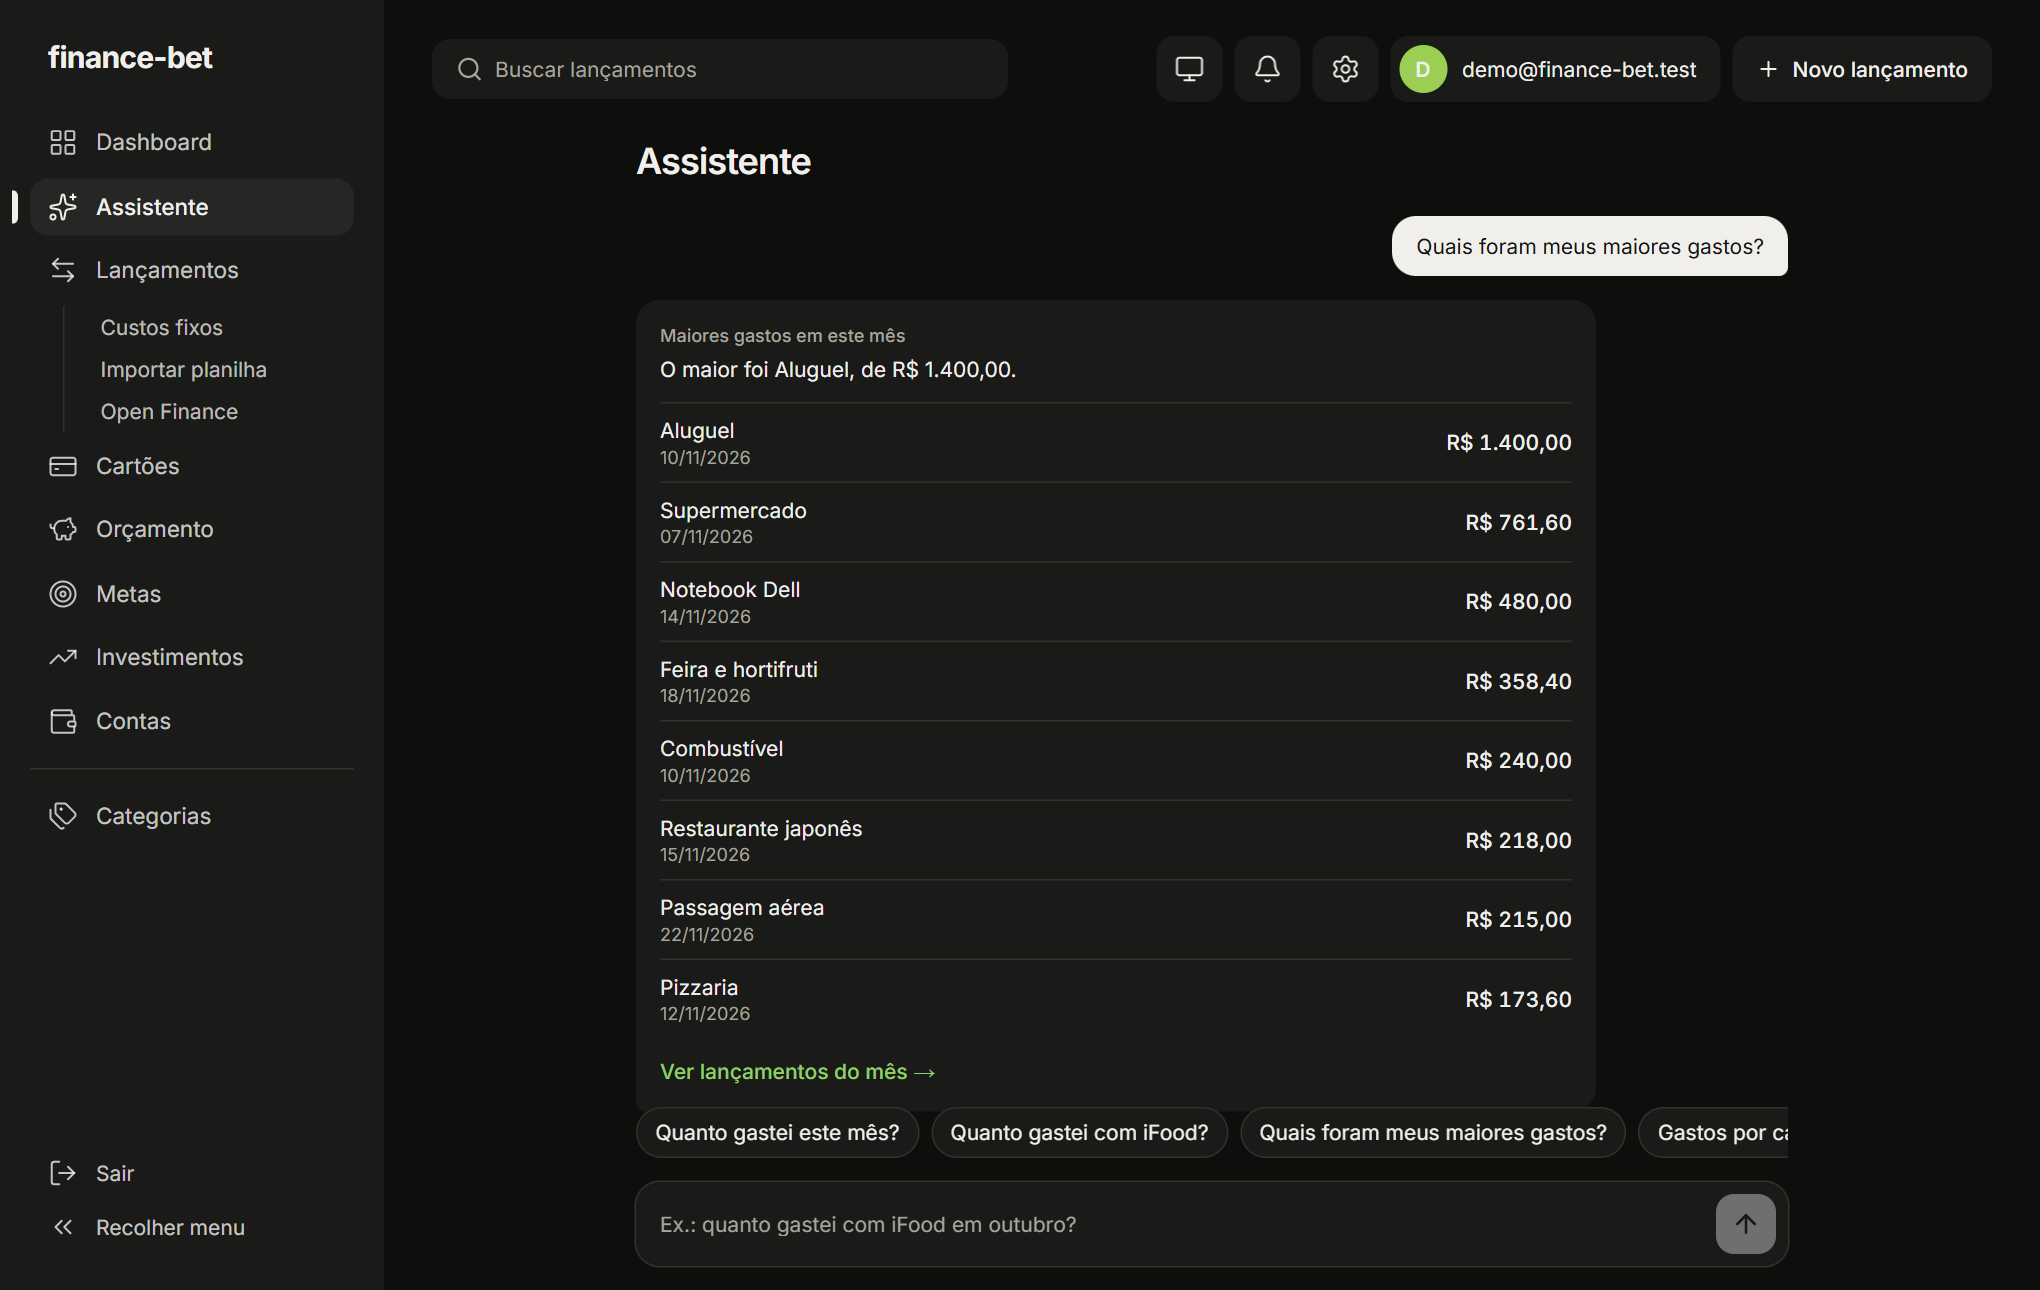 finance-bet
Dashboard
Assistente
Lançamentos
Custos fixos
Importar planilha
Open Finance
Cartões
Orçamento
Metas
Investimentos
Contas
Categorias
Sair
Recolher menu
Buscar lançamentos
D
demo@finance-bet.test
Novo lançamento
Assistente
Quais foram meus maiores gastos?
Maiores gastos em este mês
O maior foi Aluguel, de R$ 1.400,00.
Aluguel
10/11/2026
R$ 1.400,00
Supermercado
07/11/2026
R$ 761,60
Notebook Dell
14/11/2026
R$ 480,00
Feira e hortifruti
18/11/2026
R$ 358,40
Combustível
10/11/2026
R$ 240,00
Restaurante japonês
15/11/2026
R$ 218,00
Passagem aérea
22/11/2026
R$ 215,00
Pizzaria
12/11/2026
R$ 173,60
Ver lançamentos do mês →
Quanto gastei este mês?
Quanto gastei com iFood?
Quais foram meus maiores gastos?
Gastos por
Ex.: quanto gastei com iFood em outubro?